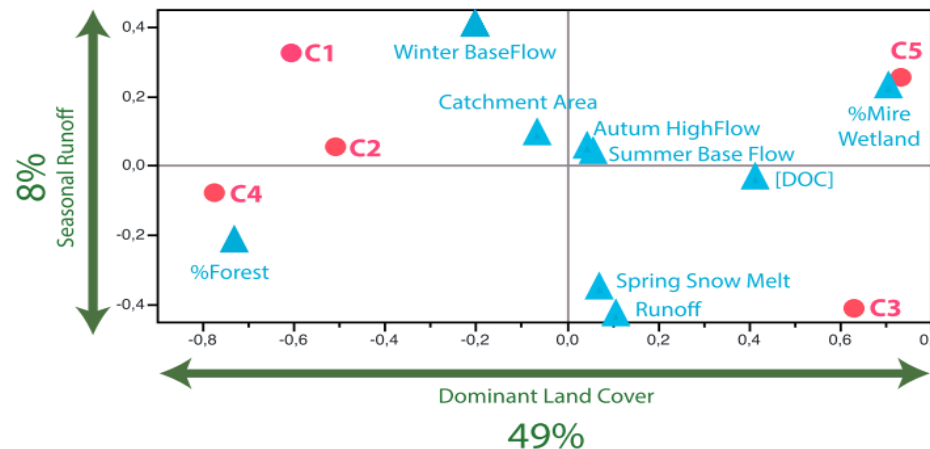 0,4
0,2
0,0
-0,2
-0,4
8%
Seasonal Runoff
C1
Winter BaseFlow
C5
%Mire
Wetland
Catchment Area
Autum HighFlow
C2
Summer Base Flow
[DOC]
C4
%Forest
Spring Snow Melt
Runoff
C3
-0,8
-0,6
-0,4
-0,2
0,0
0,2
0,4
0,6
0
Dominant Land Cover
49%